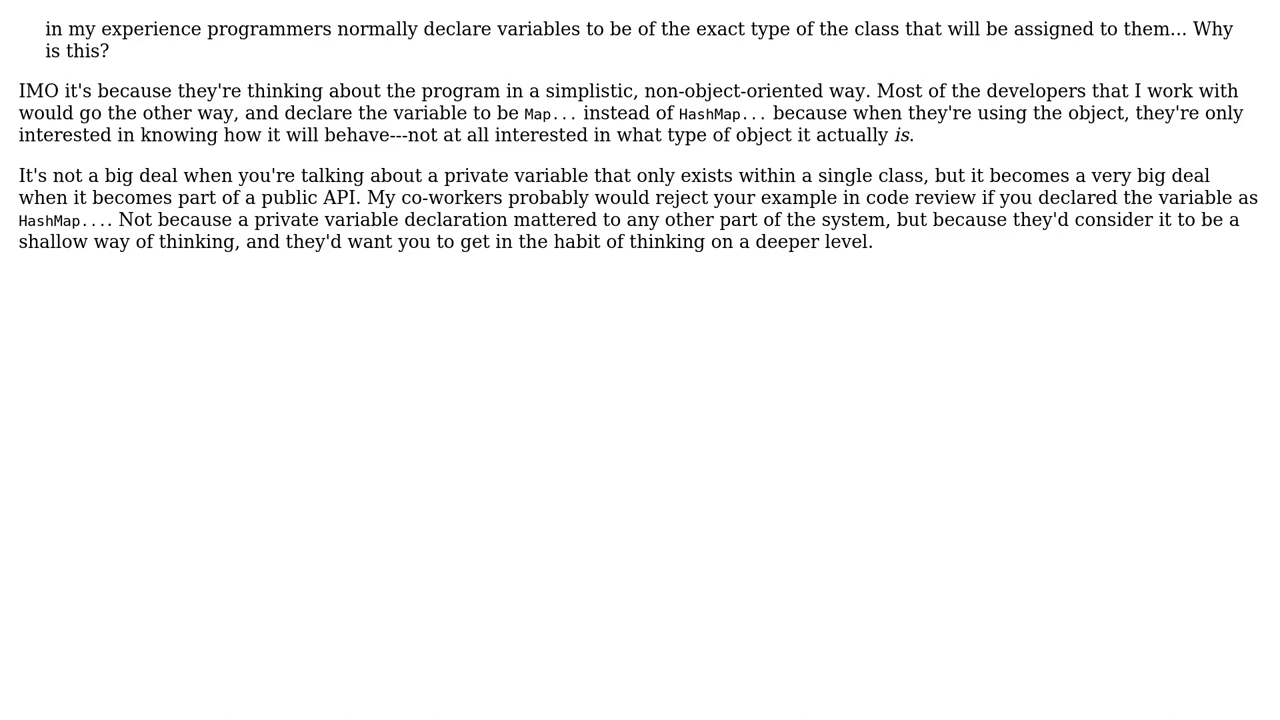 in my experience programmers normally declare variables to be of the exact type of the class that will be assigned to them... Why
is this?
IMO it's because they're thinking about the program in a simplistic, non-object-oriented way. Most of the developers that I work with
would go the other way, and declare the variable to be Map... instead of HashMap... because when they're using the object, they're only
interested in knowing how it will behave---not at all interested in what type of object it actually is.
It's not a big deal when you're talking about a private variable that only exists within a single class, but it becomes a very big deal
when it becomes part of a public API. My co-workers probably would reject your example in code review if you declared the variable as
HashMap.... Not because a private variable declaration mattered to any other part of the system, but because they'd consider it to be a
shallow way of thinking, and they'd want you to get in the habit of thinking on a deeper level.